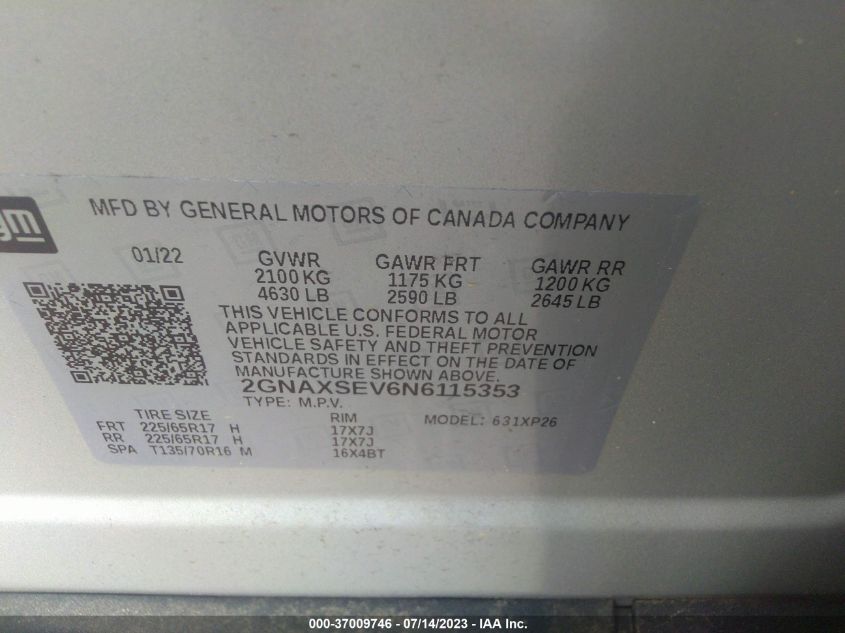 gm
MFD BY GENERAL MOTORS OF CANADA COMPANY
01/22 GVWR GAWR FRT GAWR RR
2100 KG 1175 KG 1200 KG
4630 LB 2590 LB 2645 LB
THIS VEHICLE CONFORMS TO ALL
APPLICABLE U.S. FEDERAL MOTOR
VEHICLE SAFETY AND THEFT PREVENTION
STANDARDS IN EFFECT ON THE DATE OF
MANUFACTURE SHOWN ABOVE.
2GNAXSEV6N6115353
TYPE: M.P.V.
TIRE SIZE RIM MODEL: 631XP26
FRT 225/65R17 H 17X7J
RR 225/65R17 H 17X7J
SPA T135/70R16 M 16X4BT
000-37009746 - 07/14/2023 - IAA Inc.